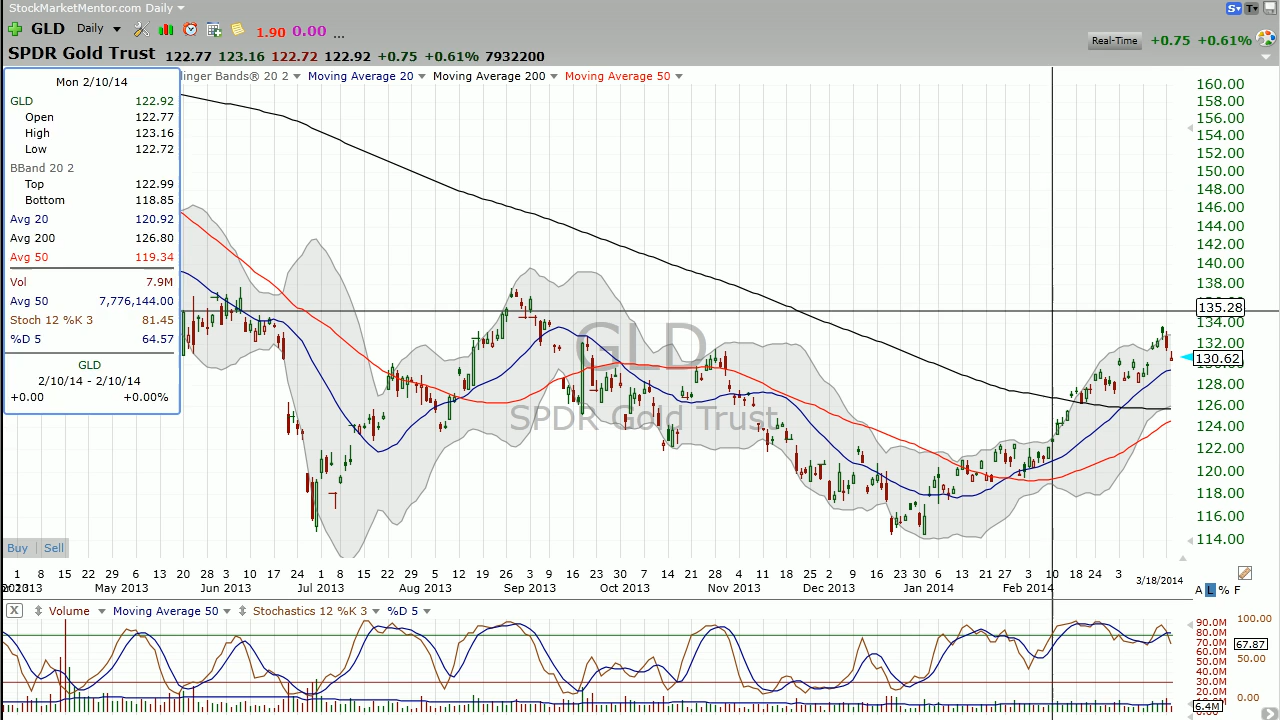 StockMarketMentor.com Daily
GLD Daily 1.90 0.00 ...
Real-Time +0.75 +0.61%
SPDR Gold Trust 122.77 123.16 122.72 122.92 +0.75 +0.61% 7932200
linger Bands® 20 2 Moving Average 20 Moving Average 200 Moving Average 50
Mon 2/10/14
GLD 122.92
Open 122.77
High 123.16
Low 122.72
BBand 20 2
Top 122.99
Bottom 118.85
Avg 20 120.92
Avg 200 126.80
Avg 50 119.34
Vol 7.9M
Avg 50 7,776,144.00
Stoch 12 %K 3 81.45
%D 5 64.57
GLD
2/10/14 - 2/10/14
+0.00 +0.00%
GLD
SPDR Gold Trust
160.00
158.00
156.00
154.00
152.00
150.00
148.00
146.00
144.00
142.00
140.00
138.00
135.28
134.00
132.00
130.62
128.00
126.00
124.00
122.00
120.00
118.00
116.00
114.00
Buy Sell
1 8 15 22 29 6 13 20 28 3 10 17 24 1 8 15 22 29 5 12 19 26 3 9 16 23 30 7 14 21 28 4 11 18 25 2 9 16 23 30 6 13 21 27 3 10 18 24 3
2013 May 2013 Jun 2013 Jul 2013 Aug 2013 Sep 2013 Oct 2013 Nov 2013 Dec 2013 Jan 2014 Feb 2014 3/18/2014
A L % F
X Volume Moving Average 50 Stochastics 12 %K 3 %D 5
90.0M
80.0M
70.0M
60.0M
50.0M
40.0M
30.0M
20.0M
6.4M
100.00
67.87
50.00
0.00